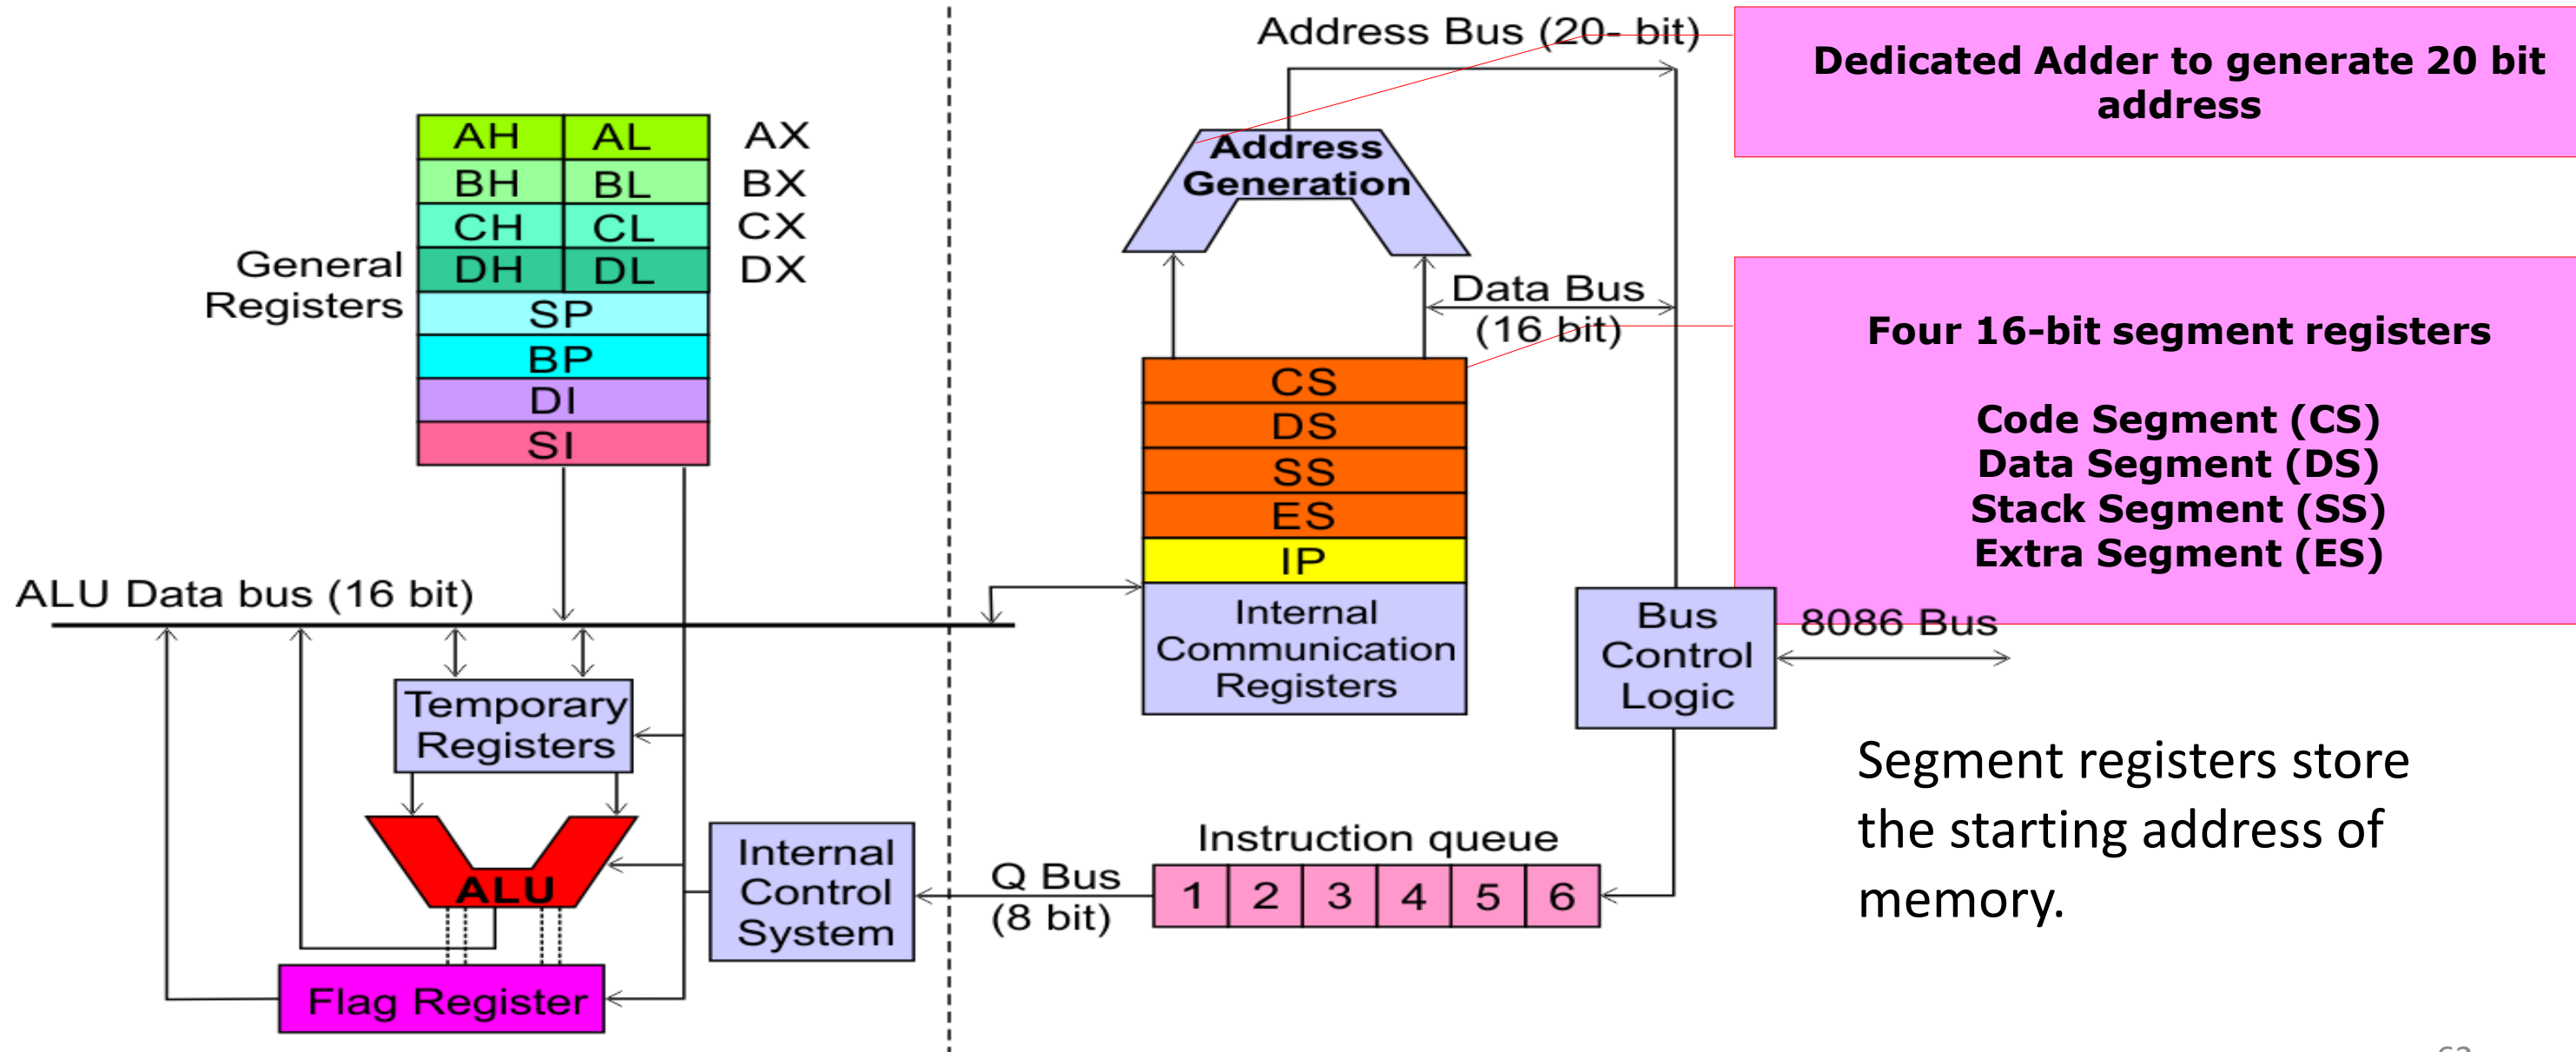 Address Bus (20- bit)
Dedicated Adder to generate 20 bit
address
AH AL AX
BH BL BX
CH CL CX
DH DL DX
General
Registers
SP
BP
DI
SI
Address
Generation
Data Bus
(16 bit)
Four 16-bit segment registers
Code Segment (CS)
Data Segment (DS)
Stack Segment (SS)
Extra Segment (ES)
CS
DS
SS
ES
IP
Internal
Communication
Registers
ALU Data bus (16 bit)
Bus
Control
Logic
8086 Bus
Temporary
Registers
ALU
Flag Register
Internal
Control
System
Q Bus
(8 bit)
Instruction queue
1 2 3 4 5 6
Segment registers store
the starting address of
memory.